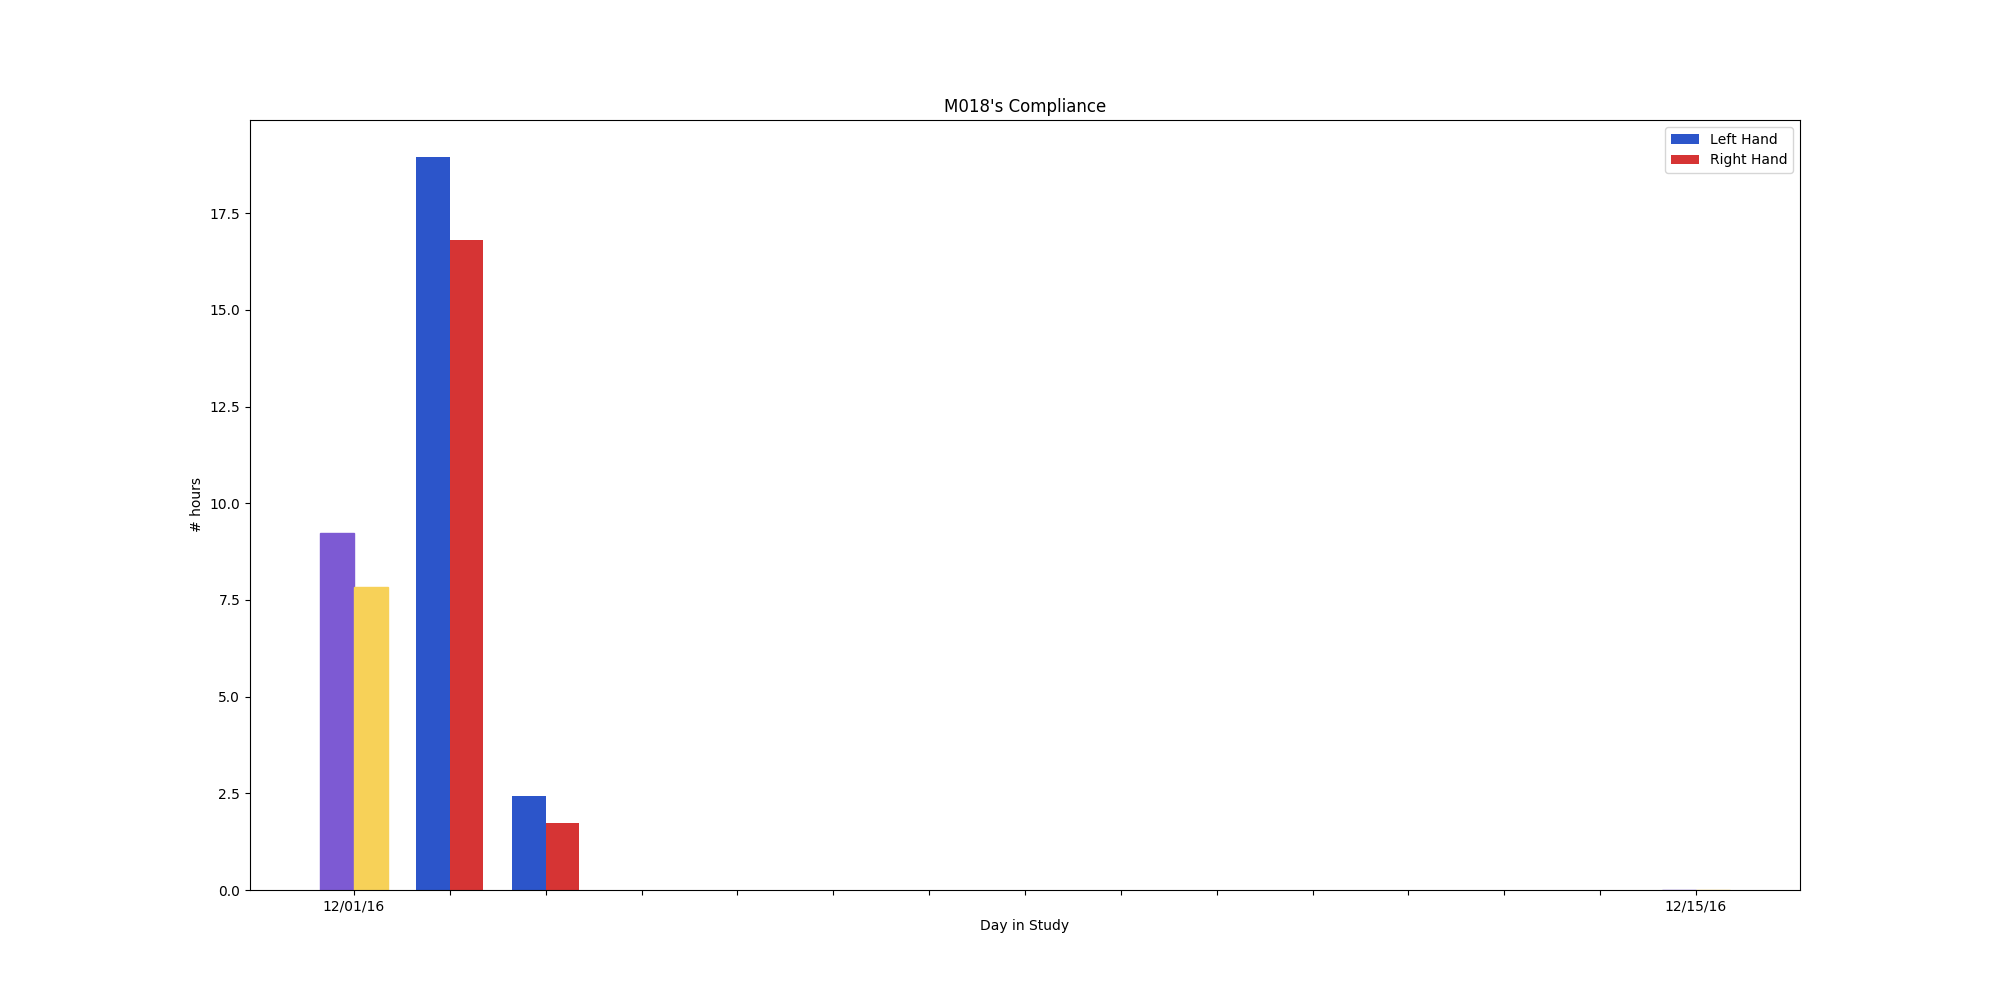 M018's Compliance
Left Hand
Right Hand
17.5
15.0
12.5
10.0
7.5
5.0
2.5
0.0
# hours
12/01/16
12/15/16
Day in Study